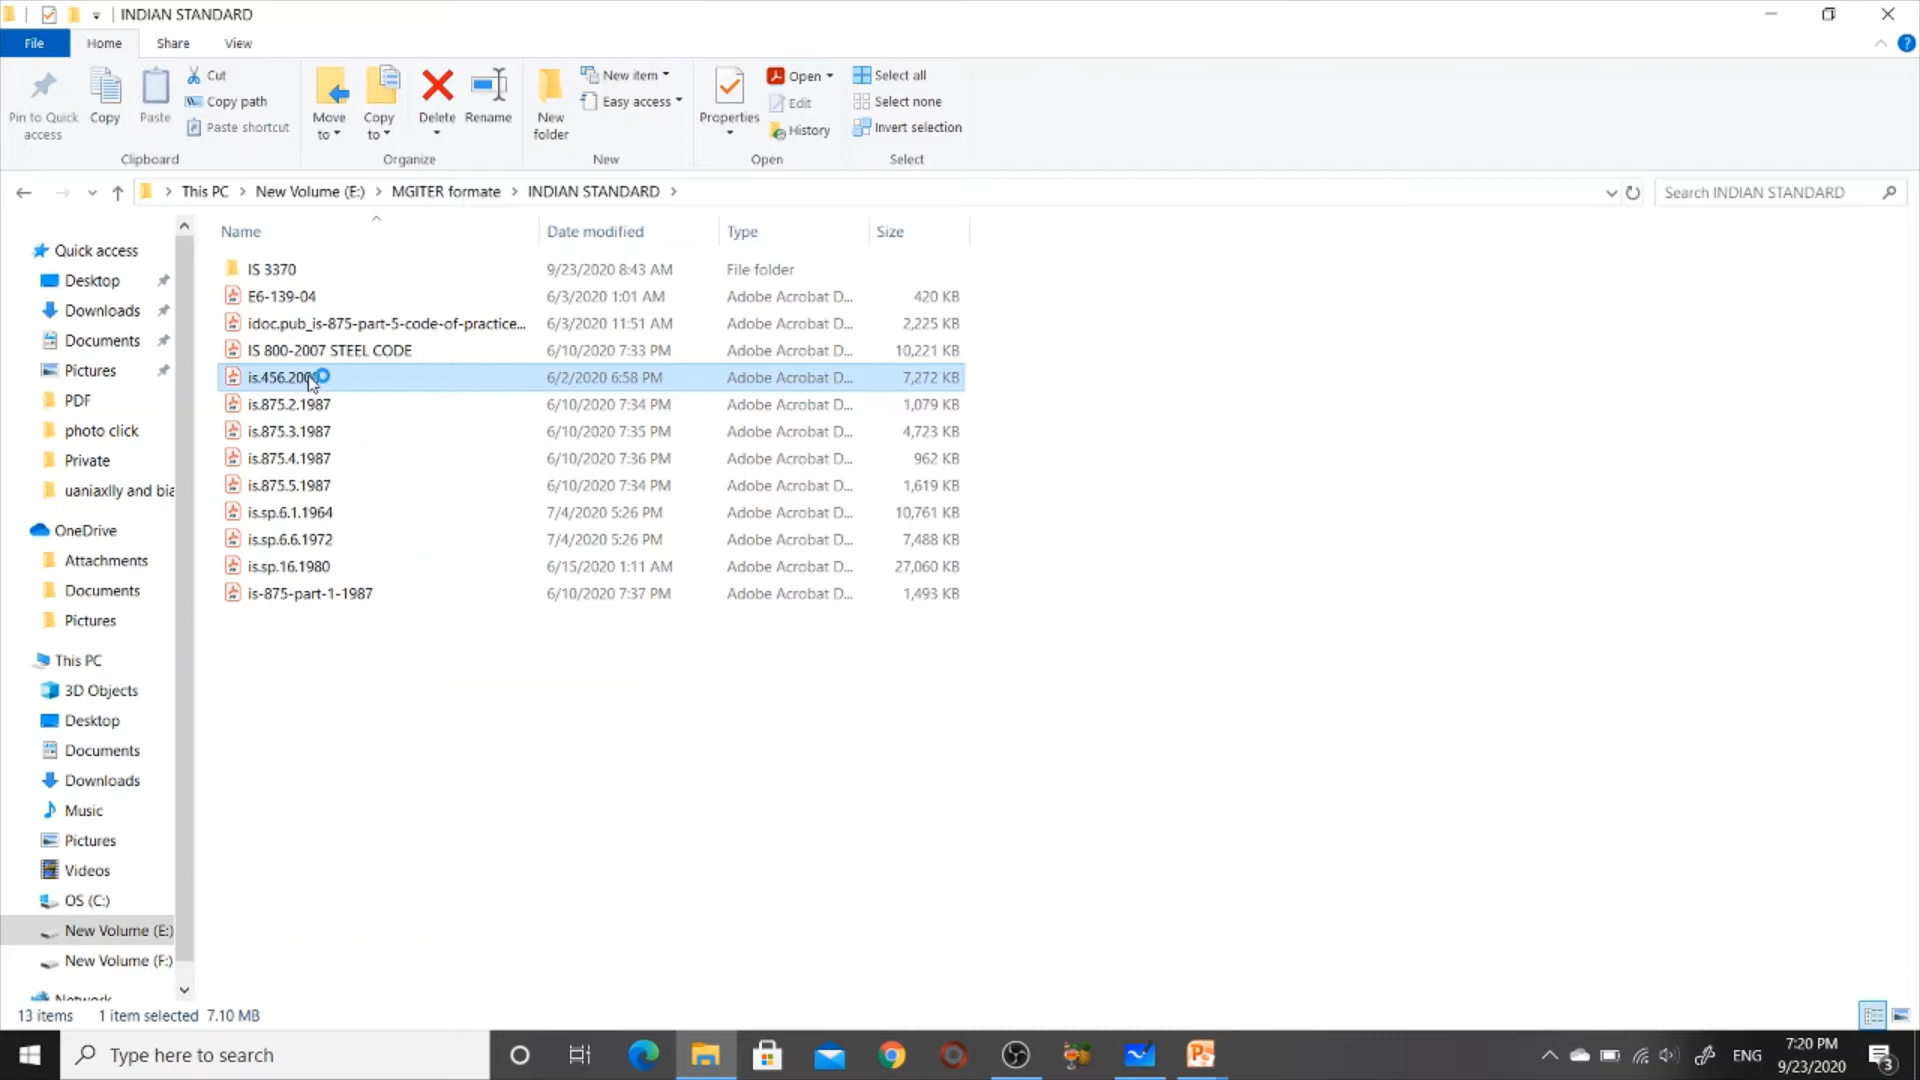 INDIAN STANDARD
File Home Share View
Pin to Quick access
Copy
Paste
Cut
Copy path
Paste shortcut
Clipboard
Move to
Copy to
Delete
Rename
Organize
New folder
New item
Easy access
New
Properties
Open
Edit
History
Open
Select all
Select none
Invert selection
Select
This PC New Volume (E:) MGITER formate INDIAN STANDARD
Search INDIAN STANDARD
Name Date modified Type Size
IS 3370 9/23/2020 8:43 AM File folder
E6-139-04 6/3/2020 1:01 AM Adobe Acrobat D... 420 KB
idoc.pub_is-875-part-5-code-of-practice... 6/3/2020 11:51 AM Adobe Acrobat D... 2,225 KB
IS 800-2007 STEEL CODE 6/10/2020 7:33 PM Adobe Acrobat D... 10,221 KB
6/2/2020 6:58 PM Adobe Acrobat D... 7,272 KB
is.875.2.1987 6/10/2020 7:34 PM Adobe Acrobat D... 1,079 KB
is.875.3.1987 6/10/2020 7:35 PM Adobe Acrobat D... 4,723 KB
is.875.4.1987 6/10/2020 7:36 PM Adobe Acrobat D... 962 KB
is.875.5.1987 6/10/2020 7:34 PM Adobe Acrobat D... 1,619 KB
is.sp.6.1.1964 7/4/2020 5:26 PM Adobe Acrobat D... 10,761 KB
is.sp.6.6.1972 7/4/2020 5:26 PM Adobe Acrobat D... 7,488 KB
is.sp.16.1980 6/15/2020 1:11 AM Adobe Acrobat D... 27,060 KB
is-875-part-1-1987 6/10/2020 7:37 PM Adobe Acrobat D... 1,493 KB
Quick access
Desktop
Downloads
Documents
Pictures
PDF
photo click
Private
uaniaxlly and bia
OneDrive
Attachments
Documents
Pictures
This PC
3D Objects
Desktop
Documents
Downloads
Music
Pictures
Videos
OS (C:)
New Volume (E:)
New Volume (F:)
Network
13 items 1 item selected 7.10 MB
Type here to search
ENG
7:20 PM
9/23/2020
3